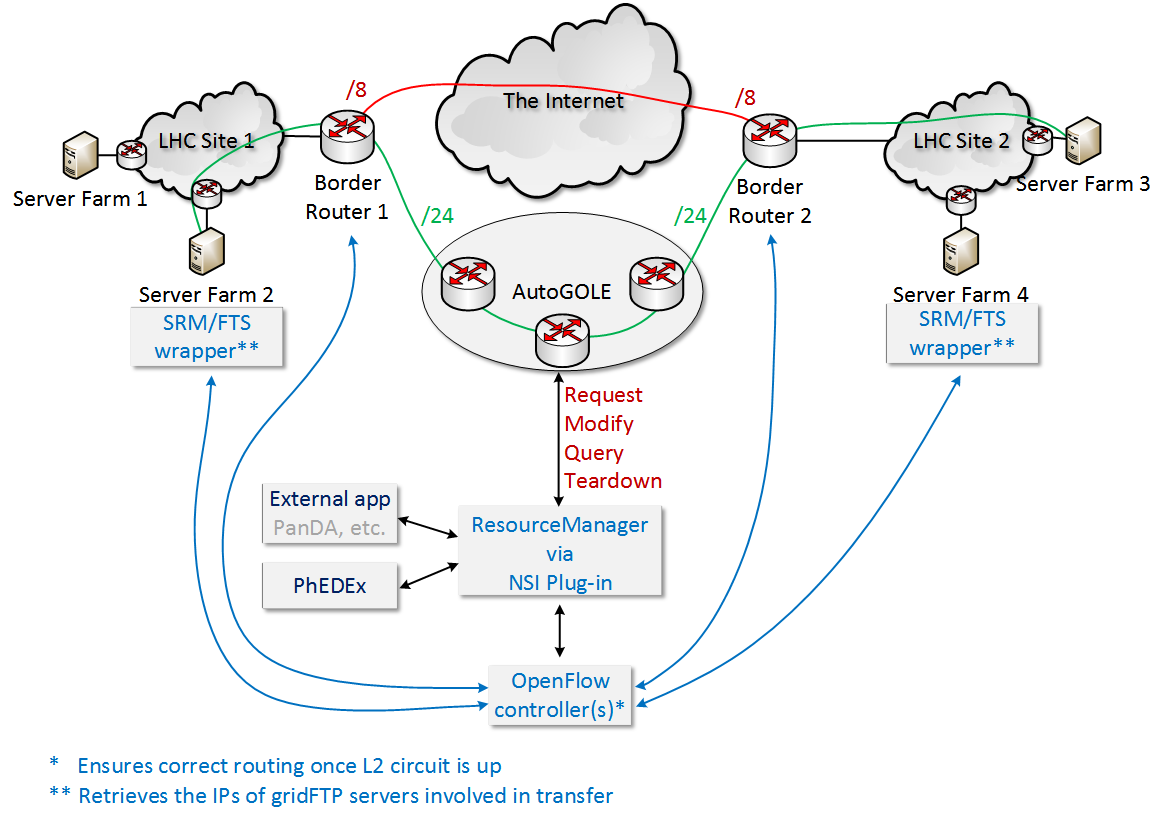 The Internet
/8
/8
LHC Site 1
LHC Site 2
Server Farm 1
Border
Router 1
Border
Router 2
Server Farm 3
/24
/24
AutoGOLE
Server Farm 2
SRM/FTS
wrapper**
Server Farm 4
SRM/FTS
wrapper**
Request
Modify
Query
Teardown
External app
PanDA, etc.
PhEDEx
ResourceManager
via
NSI Plug-in
OpenFlow
controller(s)*
* Ensures correct routing once L2 circuit is up
** Retrieves the IPs of gridFTP servers involved in transfer